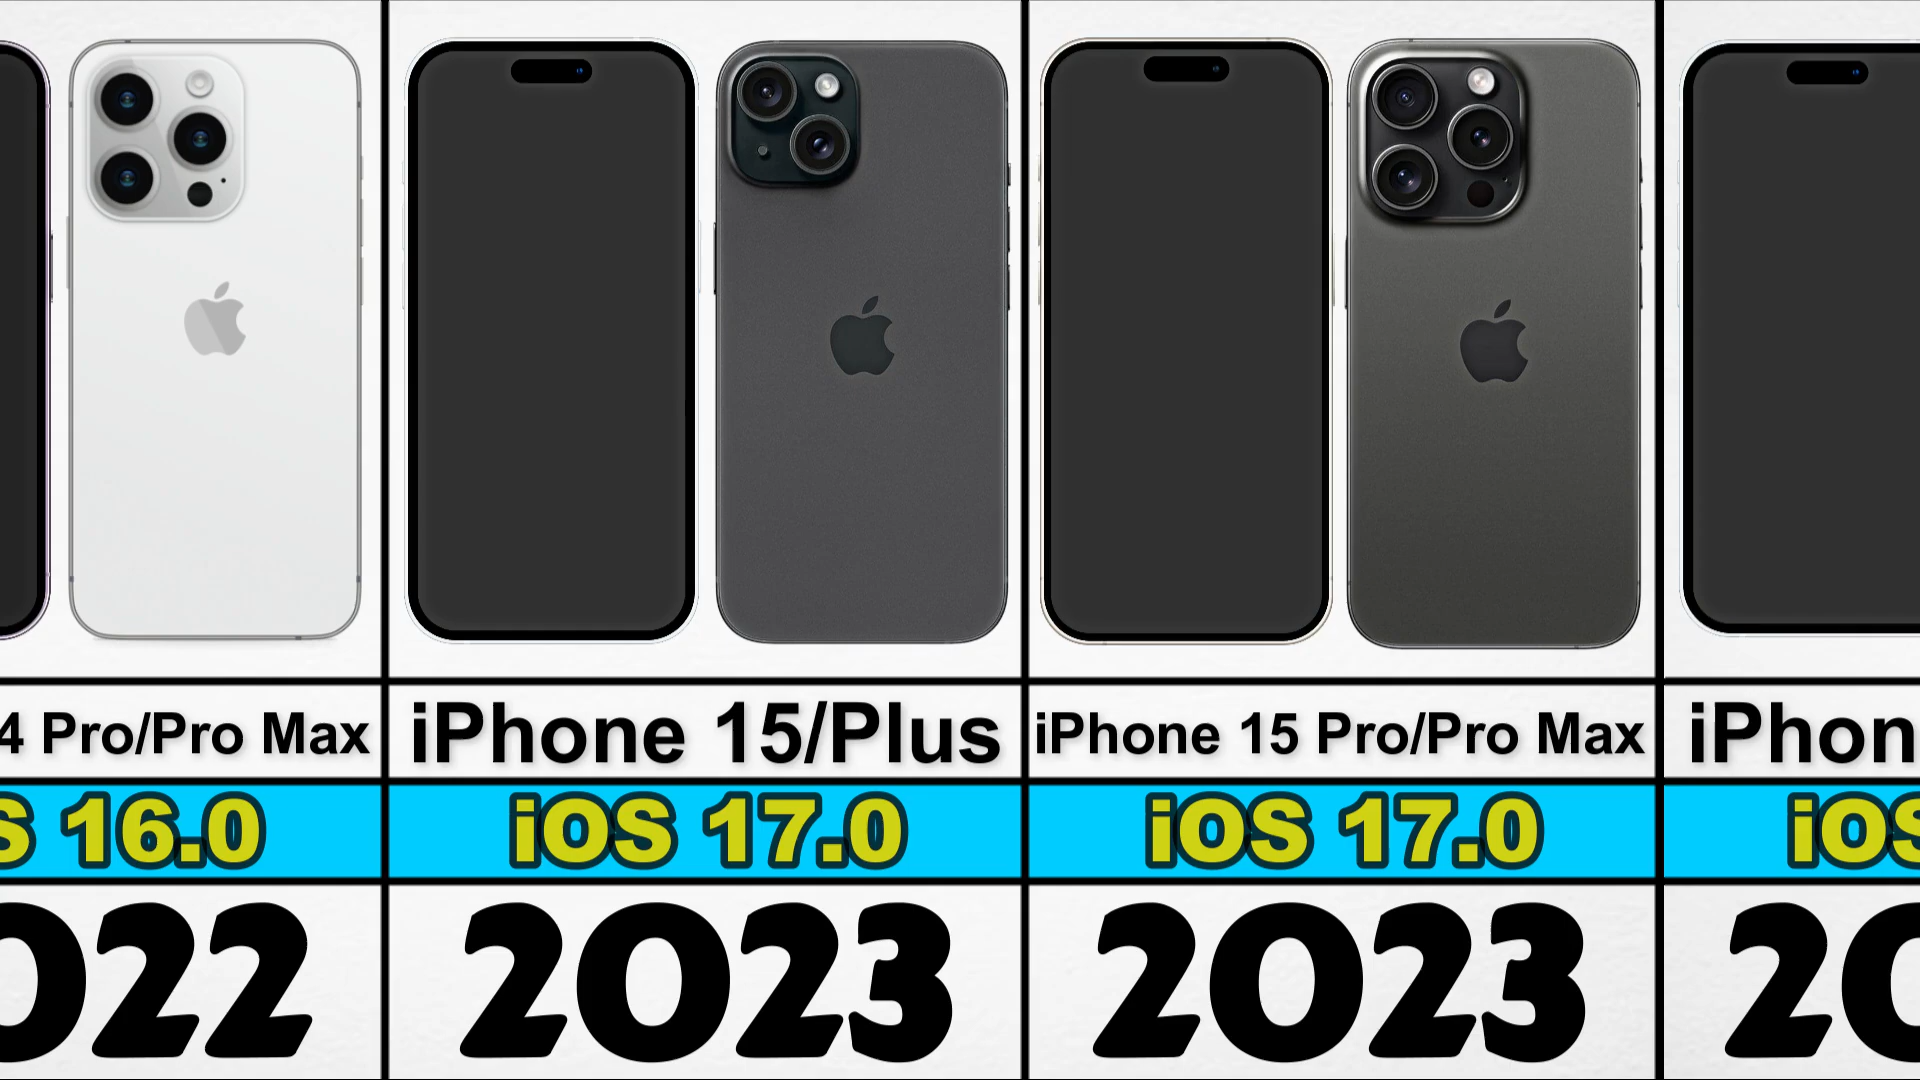 4 Pro/Pro Max
iPhone 15/Plus
iPhone 15 Pro/Pro Max
iPhon
S 16.0
iOS 17.0
iOS 17.0
iOS
022
2023
2023
20